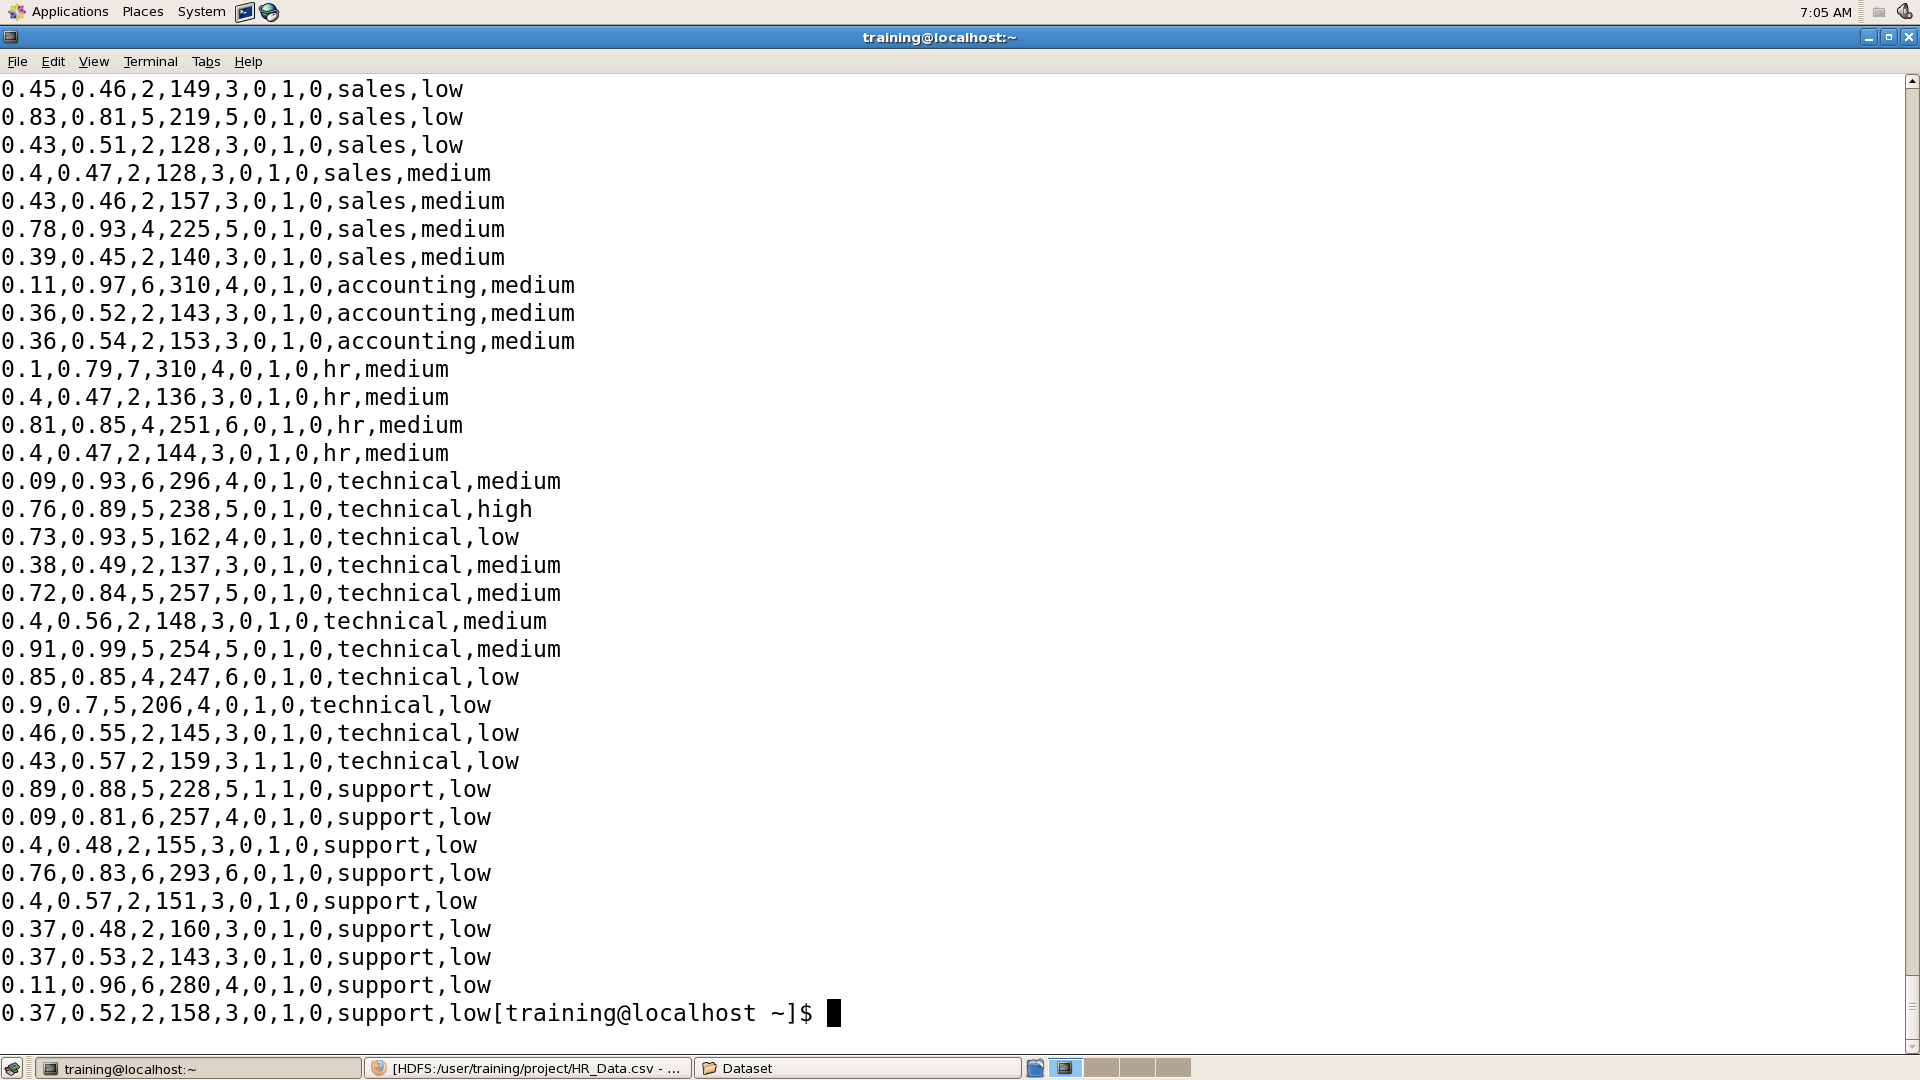 Applications Places System 7:05 AM
training@localhost:~
File Edit View Terminal Tabs Help
0.45,0.46,2,149,3,0,1,0,sales,low
0.83,0.81,5,219,5,0,1,0,sales,low
0.43,0.51,2,128,3,0,1,0,sales,low
0.4,0.47,2,128,3,0,1,0,sales,medium
0.43,0.46,2,157,3,0,1,0,sales,medium
0.78,0.93,4,225,5,0,1,0,sales,medium
0.39,0.45,2,140,3,0,1,0,sales,medium
0.11,0.97,6,310,4,0,1,0,accounting,medium
0.36,0.52,2,143,3,0,1,0,accounting,medium
0.36,0.54,2,153,3,0,1,0,accounting,medium
0.1,0.79,7,310,4,0,1,0,hr,medium
0.4,0.47,2,136,3,0,1,0,hr,medium
0.81,0.85,4,251,6,0,1,0,hr,medium
0.4,0.47,2,144,3,0,1,0,hr,medium
0.09,0.93,6,296,4,0,1,0,technical,medium
0.76,0.89,5,238,5,0,1,0,technical,high
0.73,0.93,5,162,4,0,1,0,technical,low
0.38,0.49,2,137,3,0,1,0,technical,medium
0.72,0.84,5,257,5,0,1,0,technical,medium
0.4,0.56,2,148,3,0,1,0,technical,medium
0.91,0.99,5,254,5,0,1,0,technical,medium
0.85,0.85,4,247,6,0,1,0,technical,low
0.9,0.7,5,206,4,0,1,0,technical,low
0.46,0.55,2,145,3,0,1,0,technical,low
0.43,0.57,2,159,3,1,1,0,technical,low
0.89,0.88,5,228,5,1,1,0,support,low
0.09,0.81,6,257,4,0,1,0,support,low
0.4,0.48,2,155,3,0,1,0,support,low
0.76,0.83,6,293,6,0,1,0,support,low
0.4,0.57,2,151,3,0,1,0,support,low
0.37,0.48,2,160,3,0,1,0,support,low
0.37,0.53,2,143,3,0,1,0,support,low
0.11,0.96,6,280,4,0,1,0,support,low
0.37,0.52,2,158,3,0,1,0,support,low[training@localhost ~]$
training@localhost:~ [HDFS:/user/training/project/HR_Data.csv - ... Dataset